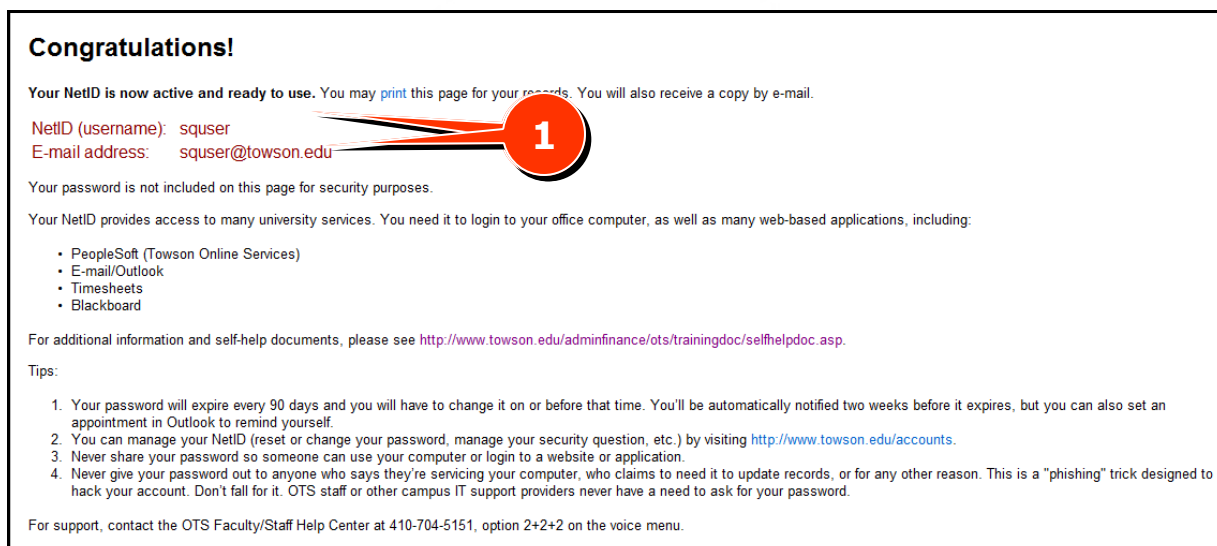 Congratulations!
Your NetID is now active and ready to use. You may print this page for your records. You will also receive a copy by e-mail.
NetID (username): squser
E-mail address: squser@towson.edu
1
Your password is not included on this page for security purposes.
Your NetID provides access to many university services. You need it to login to your office computer, as well as many web-based applications, including:
• PeopleSoft (Towson Online Services)
• E-mail/Outlook
• Timesheets
• Blackboard
For additional information and self-help documents, please see http://www.towson.edu/adminfinance/ots/trainingdoc/selfhelpdoc.asp.
Tips:
1. Your password will expire every 90 days and you will have to change it on or before that time. You'll be automatically notified two weeks before it expires, but you can also set an
appointment in Outlook to remind yourself.
2. You can manage your NetID (reset or change your password, manage your security question, etc.) by visiting http://www.towson.edu/accounts.
3. Never share your password so someone can use your computer or login to a website or application.
4. Never give your password out to anyone who says they're servicing your computer, who claims to need it to update records, or for any other reason. This is a "phishing" trick designed to
hack your account. Don't fall for it. OTS staff or other campus IT support providers never have a need to ask for your password.
For support, contact the OTS Faculty/Staff Help Center at 410-704-5151, option 2+2+2 on the voice menu.